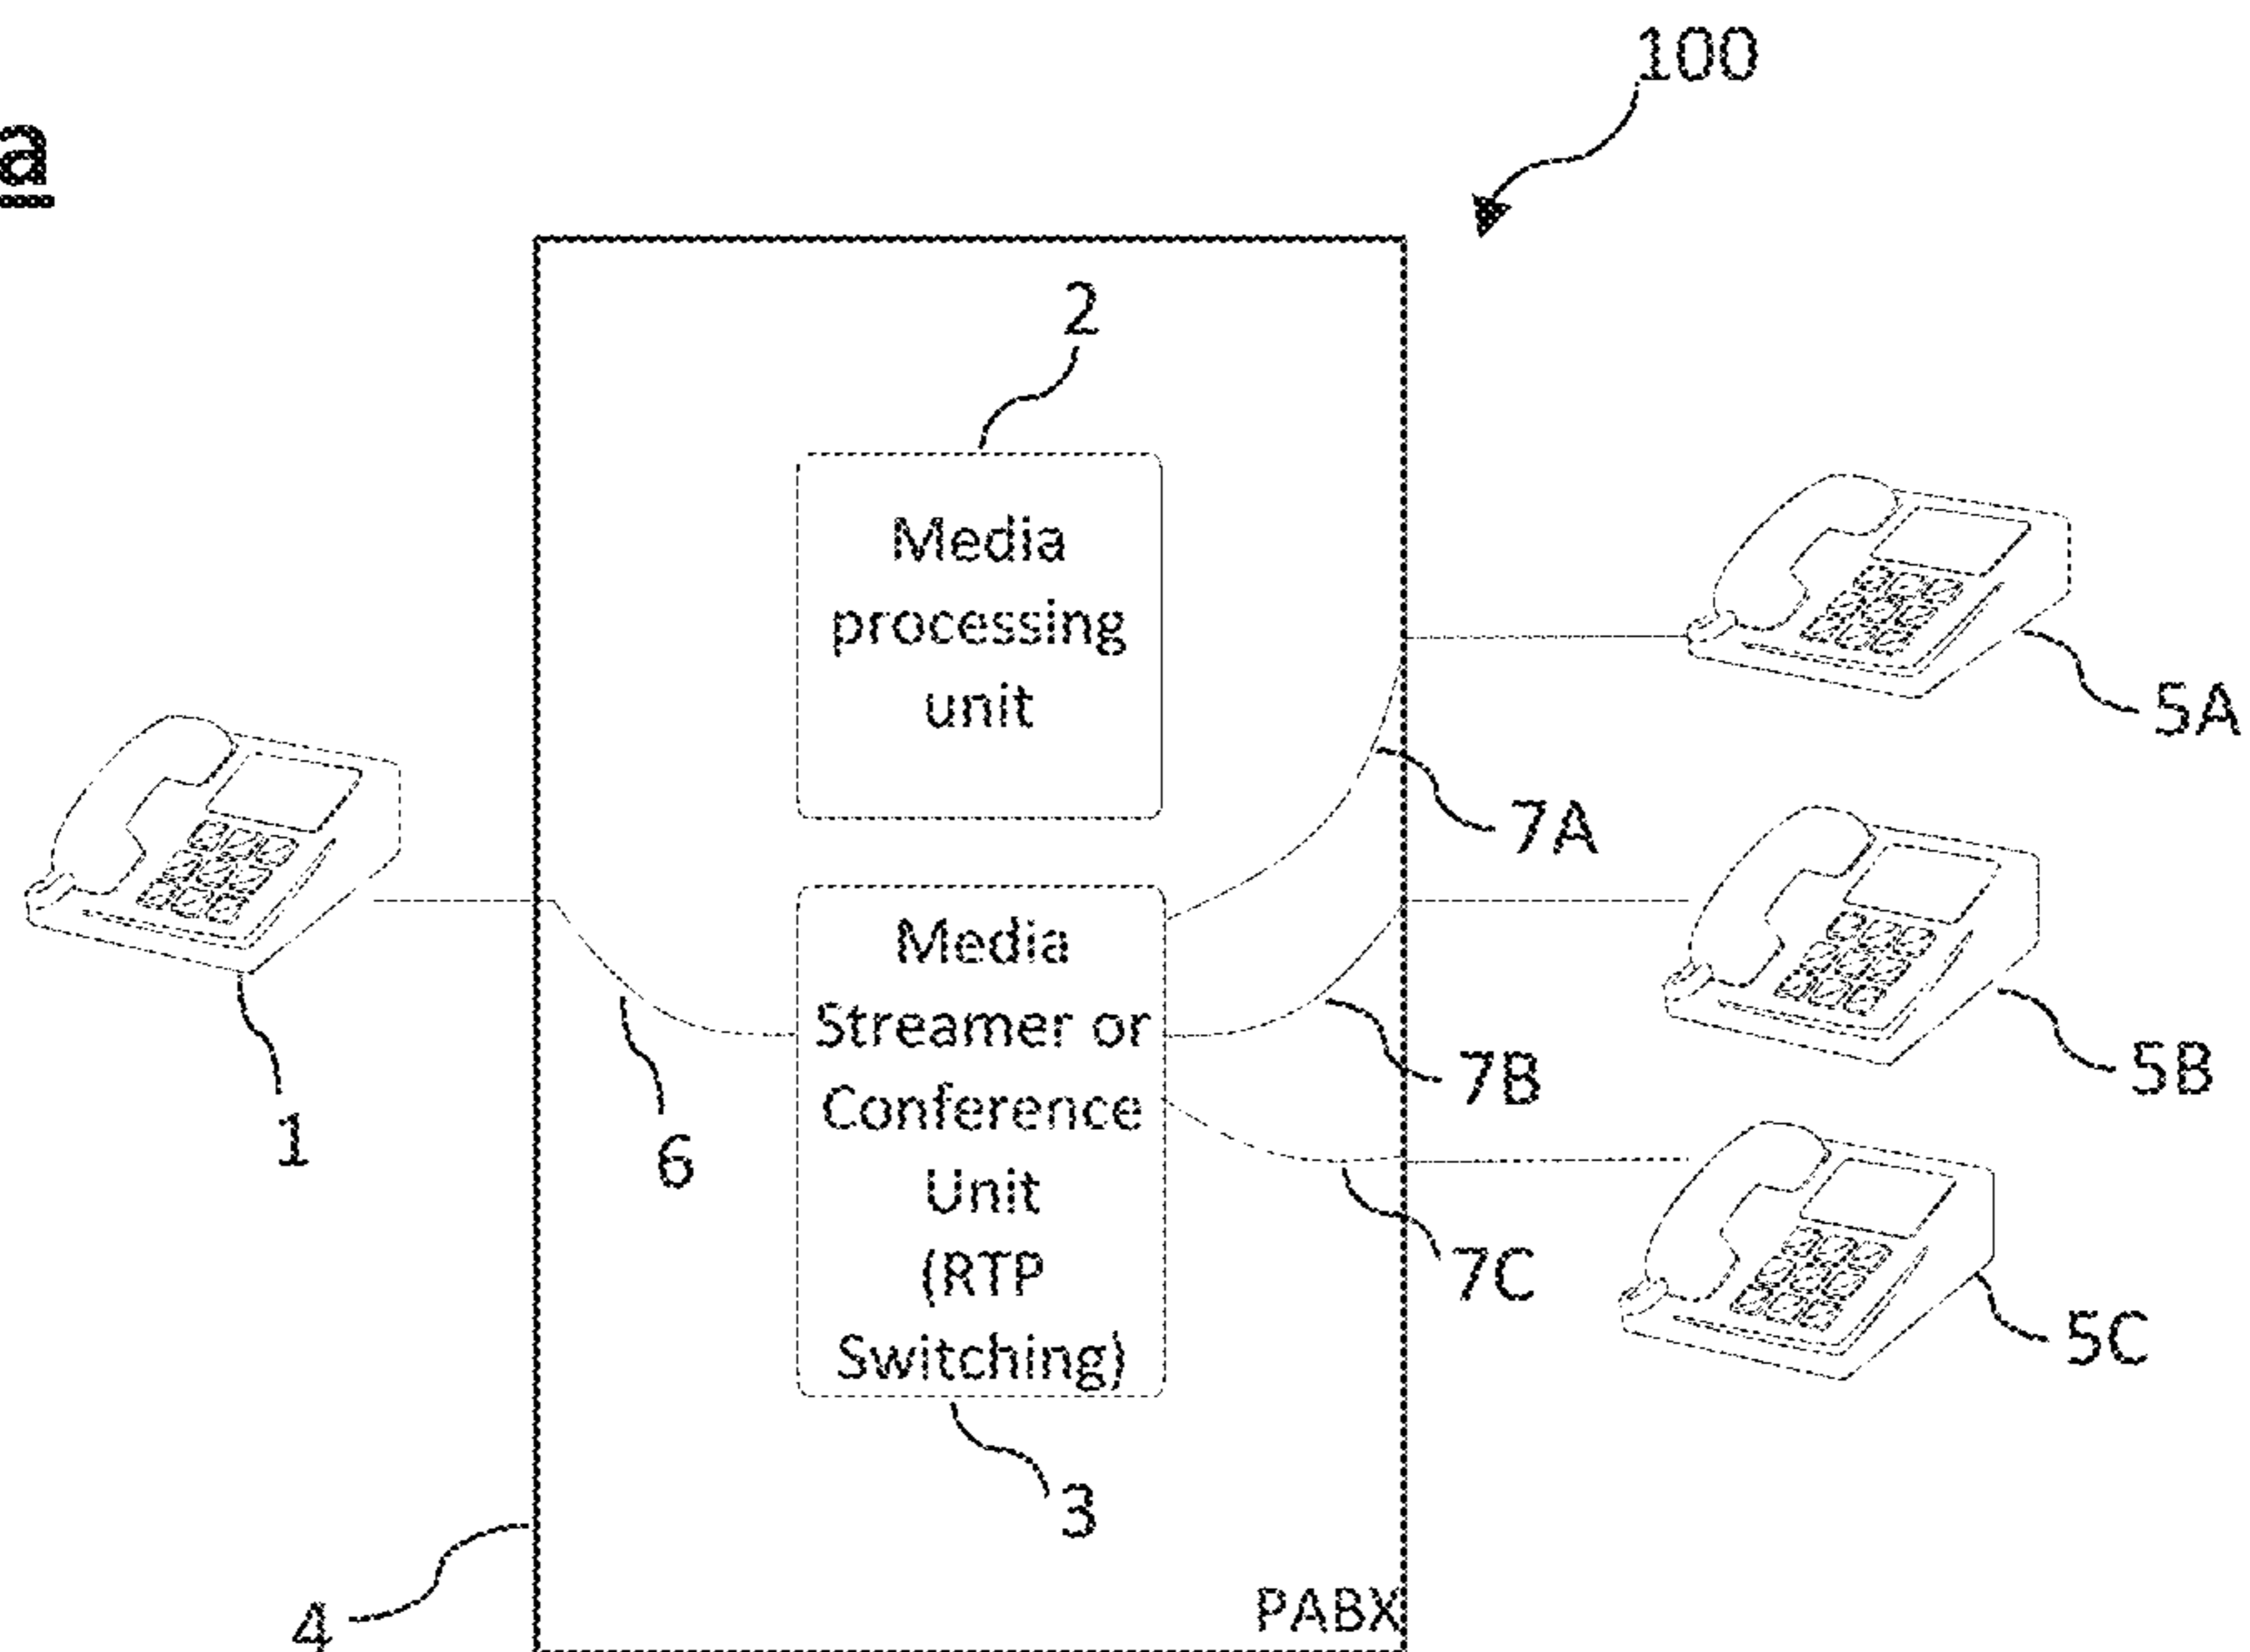 100
a
2
Media
processing
unit
5A
7A
Media
Streamer or
Conference
Unit
(RTP
Switching)
7B
5B
1
6
7C
5C
3
4
PABX